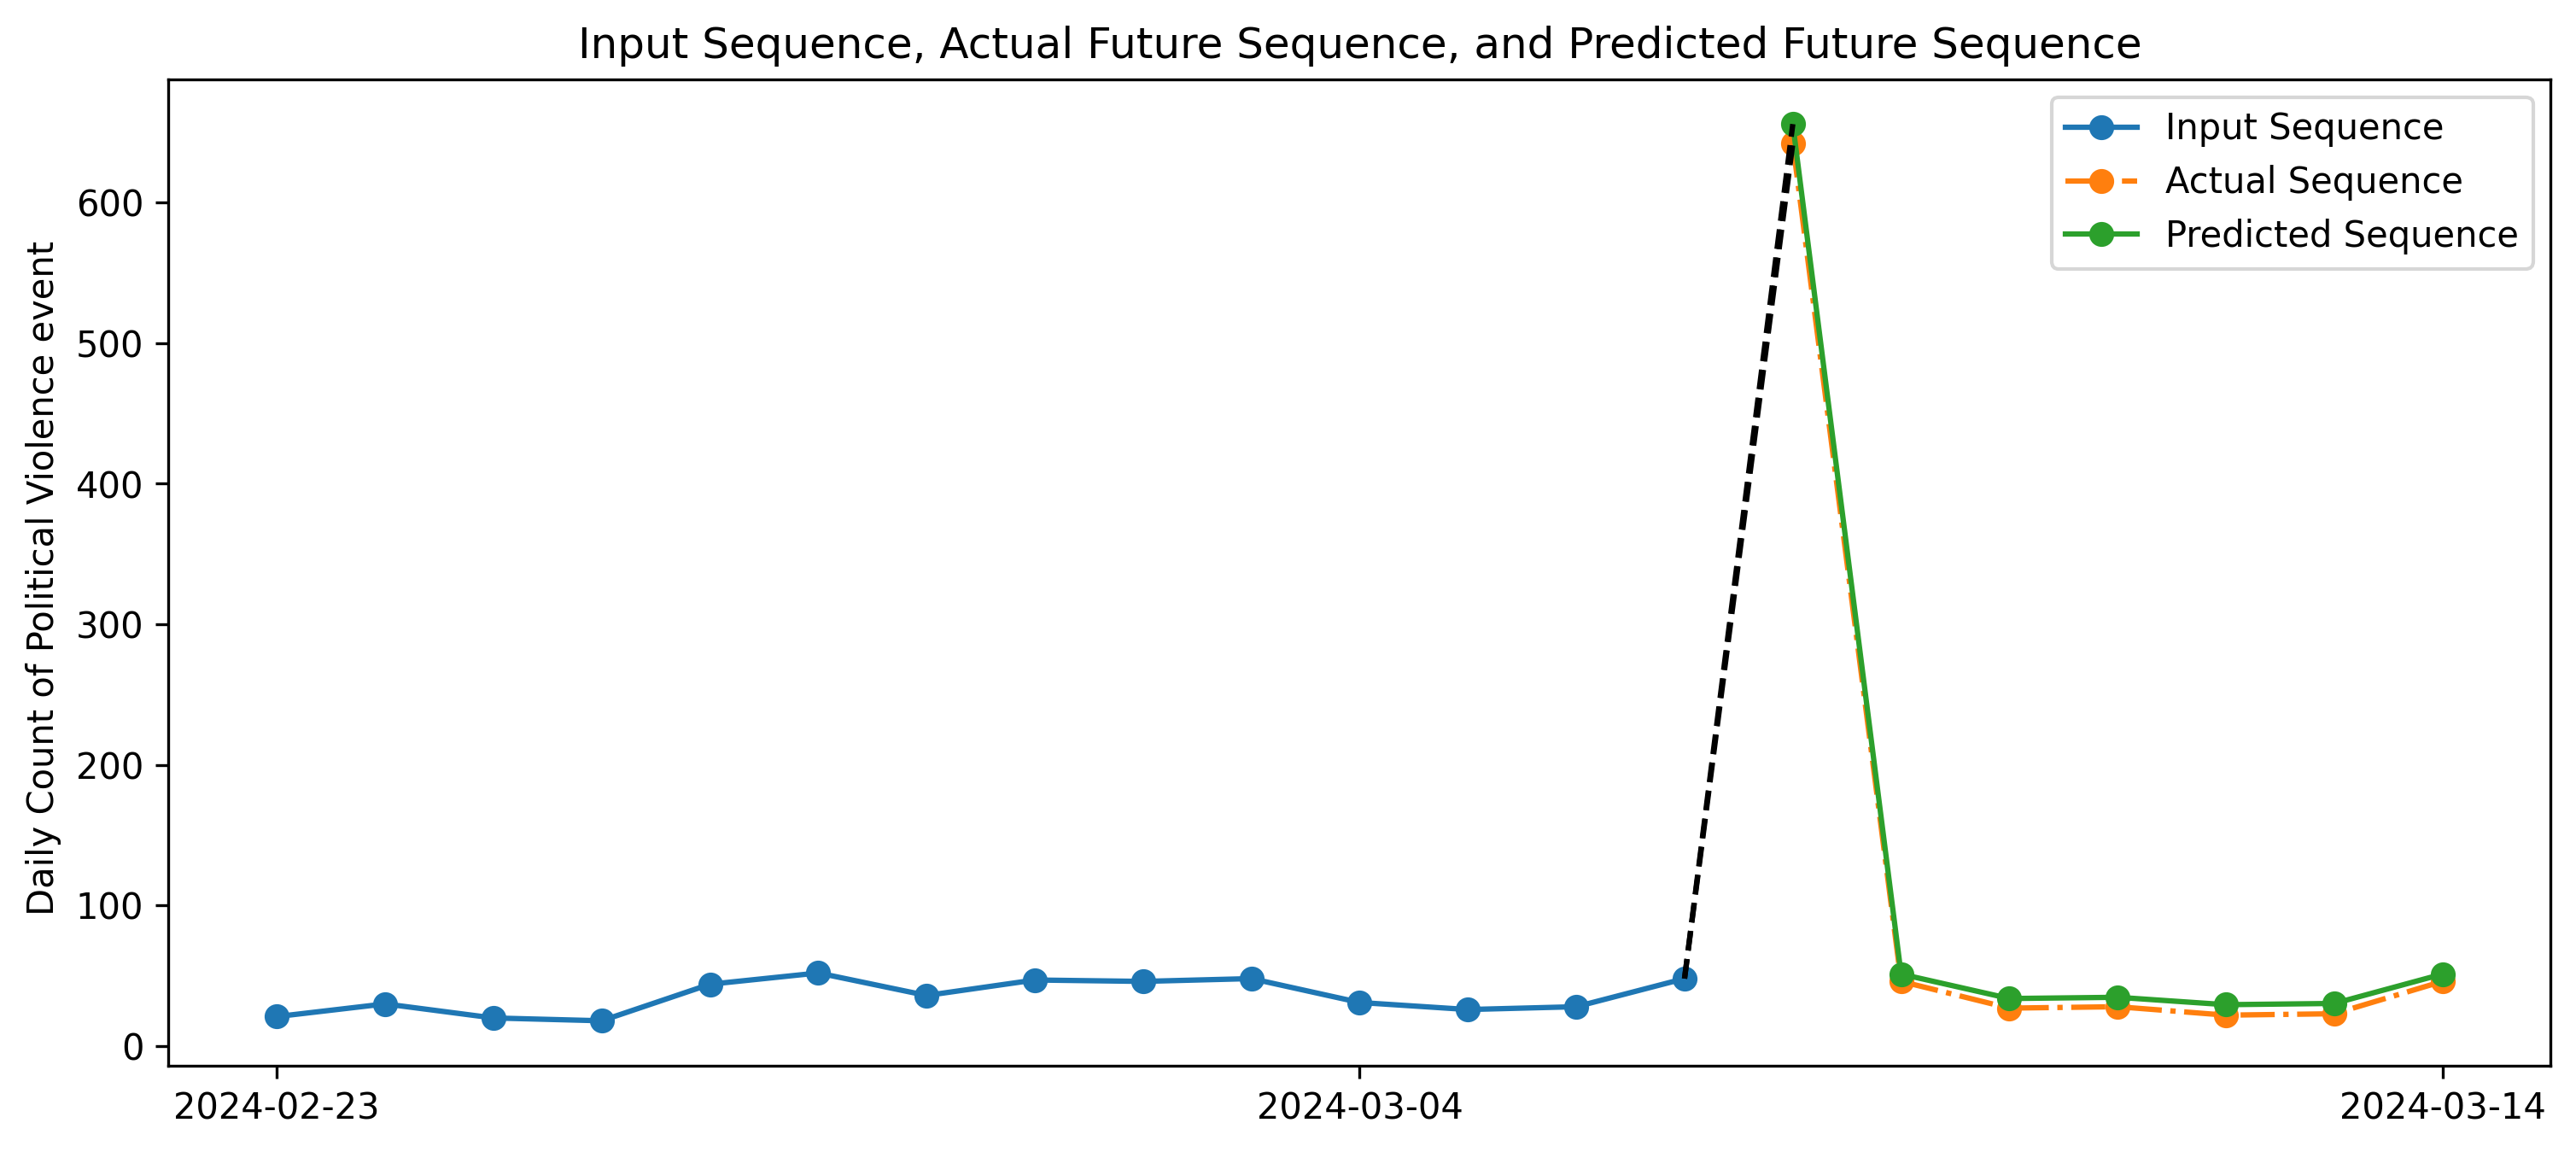 Input Sequence, Actual Future Sequence, and Predicted Future Sequence
Input Sequence
Actual Sequence
Predicted Sequence
Daily Count of Political Violence event
600
500
400
300
200
100
0
2024-02-23
2024-03-04
2024-03-14